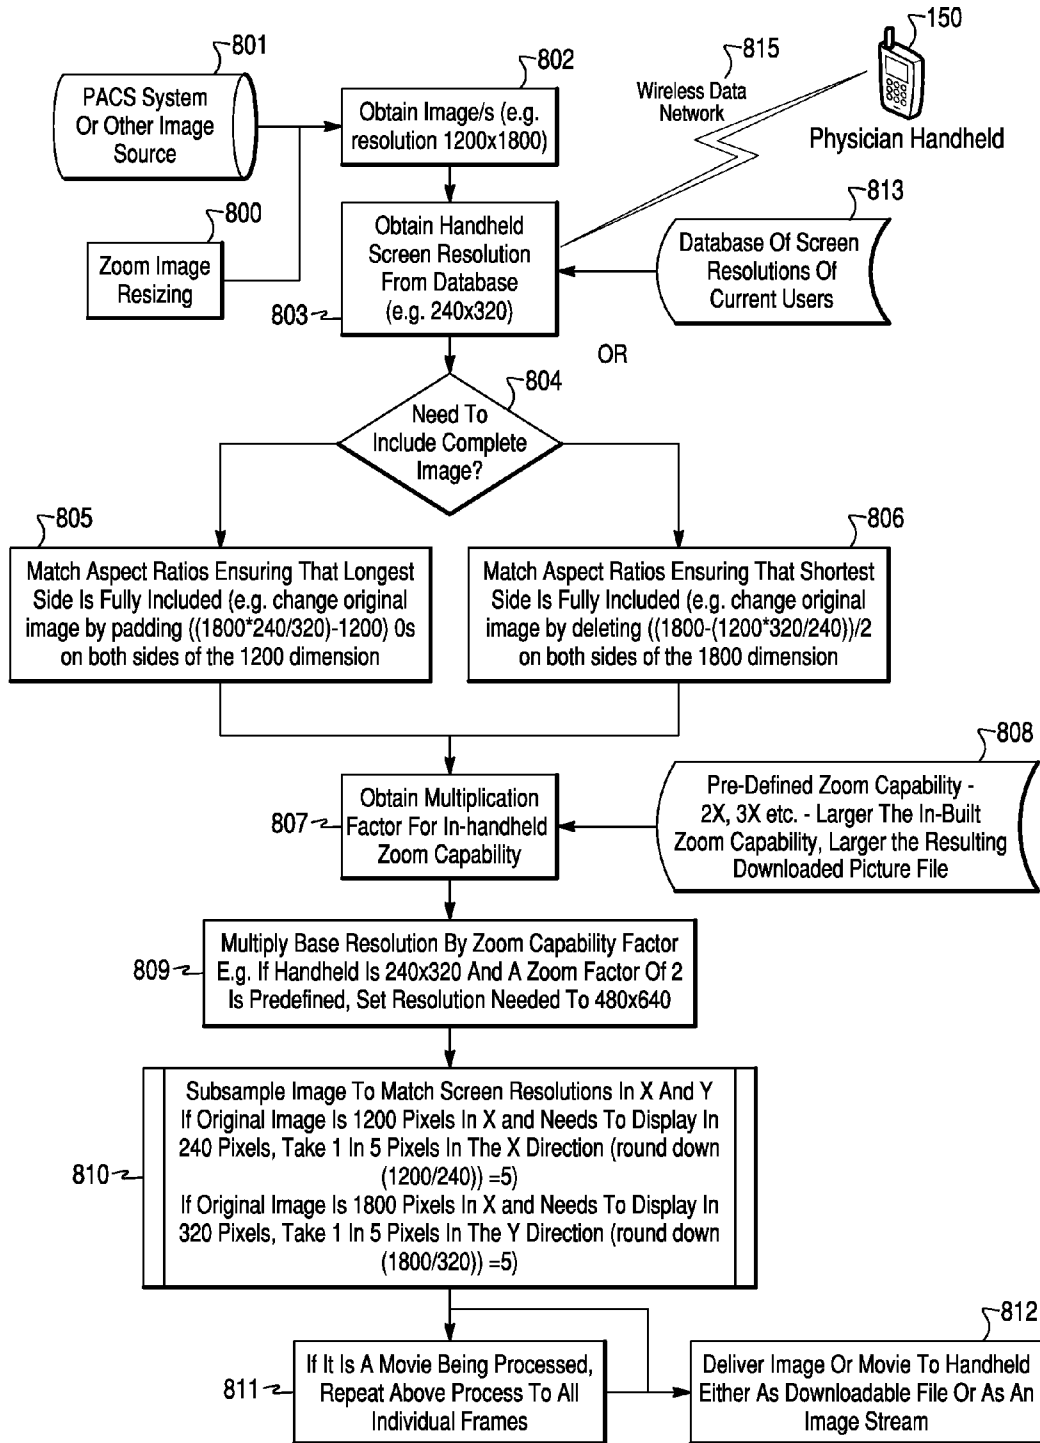 801
PACS System
Or Other Image
Source
802
Obtain Image/s (e.g.
resolution 1200x1800)
815
Wireless Data
Network
150
Physician Handheld
800
Zoom Image
Resizing
Obtain Handheld
Screen Resolution
From Database
(e.g. 240x320)
803
813
Database Of Screen
Resolutions Of
Current Users
OR
804
Need To
Include Complete
Image?
805
Match Aspect Ratios Ensuring That Longest
Side Is Fully Included (e.g. change original
image by padding ((1800*240/320)-1200) 0s
on both sides of the 1200 dimension
806
Match Aspect Ratios Ensuring That Shortest
Side Is Fully Included (e.g. change original
image by deleting ((1800-(1200*320/240))/2
on both sides of the 1800 dimension
807
Obtain Multiplication
Factor For In-handheld
Zoom Capability
808
Pre-Defined Zoom Capability -
2X, 3X etc. - Larger The In-Built
Zoom Capability, Larger the Resulting
Downloaded Picture File
809
Multiply Base Resolution By Zoom Capability Factor
E.g. If Handheld Is 240x320 And A Zoom Factor Of 2
Is Predefined, Set Resolution Needed To 480x640
810
Subsample Image To Match Screen Resolutions In X And Y
If Original Image Is 1200 Pixels In X and Needs To Display In
240 Pixels, Take 1 In 5 Pixels In The X Direction (round down
(1200/240)) =5)
If Original Image Is 1800 Pixels In X and Needs To Display In
320 Pixels, Take 1 In 5 Pixels In The Y Direction (round down
(1800/320)) =5)
811
If It Is A Movie Being Processed,
Repeat Above Process To All
Individual Frames
812
Deliver Image Or Movie To Handheld
Either As Downloadable File Or As An
Image Stream